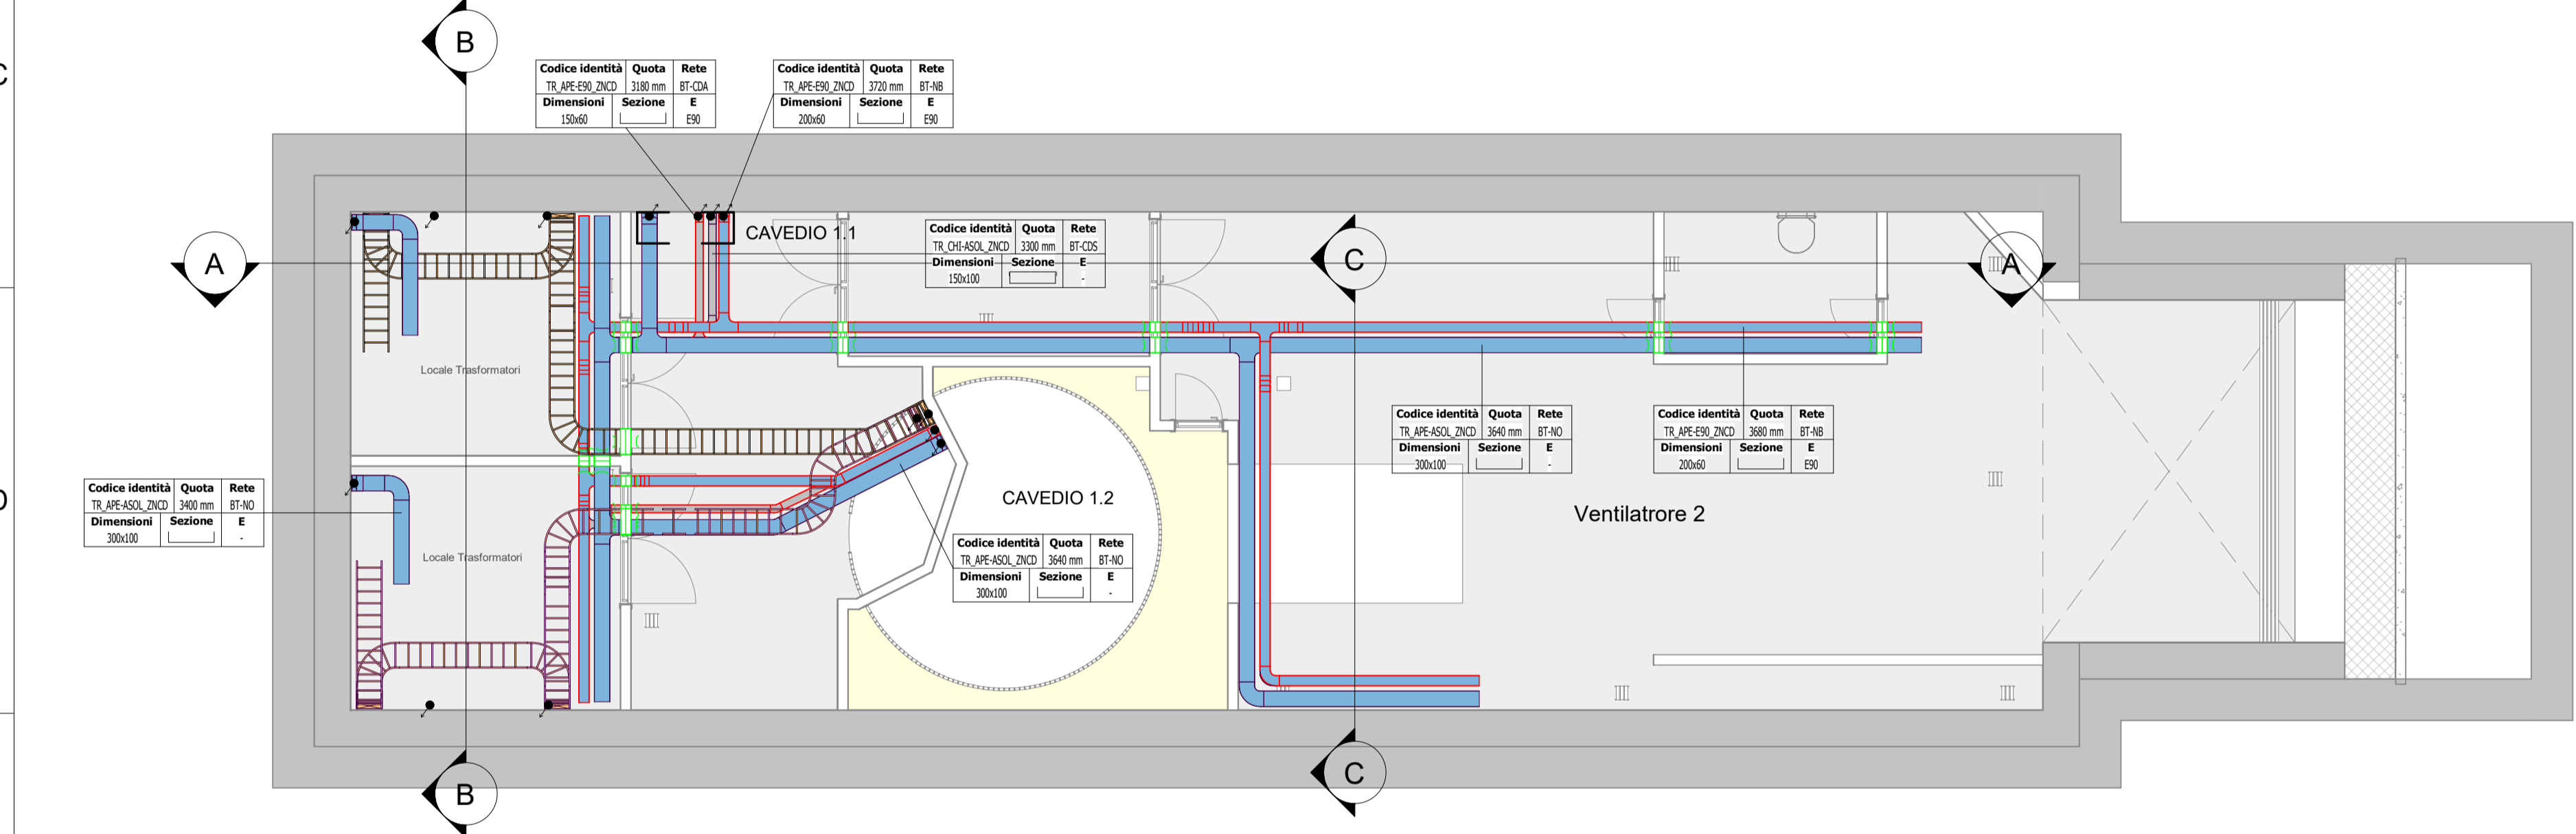 C
B
Codice identità Quota Rete
TR_APE-E90_ZNCD 3180 mm BT-CDA
Dimensioni Sezione E
150x60 E90
Codice identità Quota Rete
TR_APE-E90_ZNCD 3720 mm BT-NB
Dimensioni Sezione E
200x60 E90
CAVEDIO 1.1
Codice identità Quota Rete
TR_CHI-ASOL_ZNCD 3300 mm BT-CDS
Dimensioni Sezione E
150x100 -
A
C
A
Locale Trasformatori
Codice identità Quota Rete
TR_APE-ASOL_ZNCD 3640 mm BT-NO
Dimensioni Sezione E
300x100 -
Codice identità Quota Rete
TR_APE-E90_ZNCD 3680 mm BT-NB
Dimensioni Sezione E
200x60 E90
Codice identità Quota Rete
TR_APE-ASOL_ZNCD 3400 mm BT-NO
Dimensioni Sezione E
300x100 -
D
CAVEDIO 1.2
Ventilatrore 2
Locale Trasformatori
Codice identità Quota Rete
TR_APE-ASOL_ZNCD 3640 mm BT-NO
Dimensioni Sezione E
300x100 -
C
B